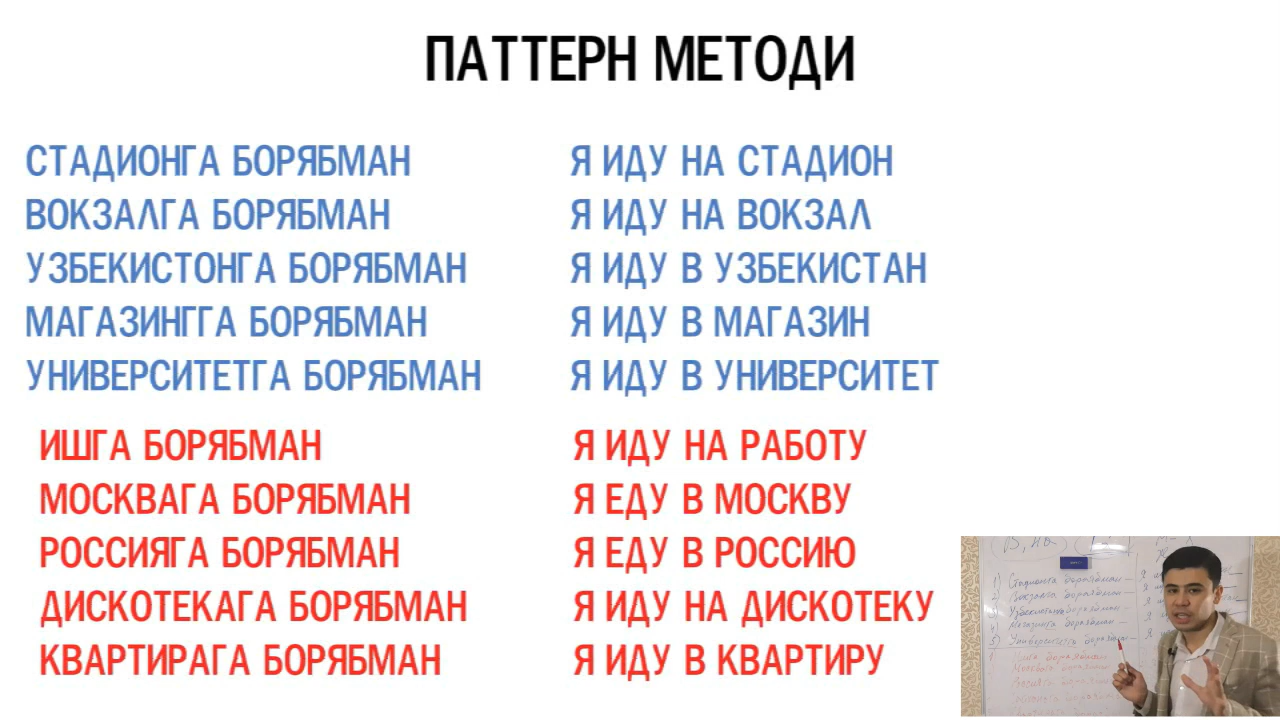 ПАТТЕРН МЕТОДИ
СТАДИОНГА БОРЯБМАН
Я ИДУ НА СТАДИОН
ВОКЗАЛГА БОРЯБМАН
Я ИДУ НА ВОКЗАЛ
УЗБЕКИСТОНГА БОРЯБМАН
Я ИДУ В УЗБЕКИСТАН
МАГАЗИНГГА БОРЯБМАН
Я ИДУ В МАГАЗИН
УНИВЕРСИТЕТГА БОРЯБМАН
Я ИДУ В УНИВЕРСИТЕТ
ИШГА БОРЯБМАН
Я ИДУ НА РАБОТУ
МОСКВАГА БОРЯБМАН
Я ЕДУ В МОСКВУ
РОССИЯГА БОРЯБМАН
Я ЕДУ В РОССИЮ
ДИСКОТЕКАГА БОРЯБМАН
Я ИДУ НА ДИСКОТЕКУ
КВАРТИРАГА БОРЯБМАН
Я ИДУ В КВАРТИРУ